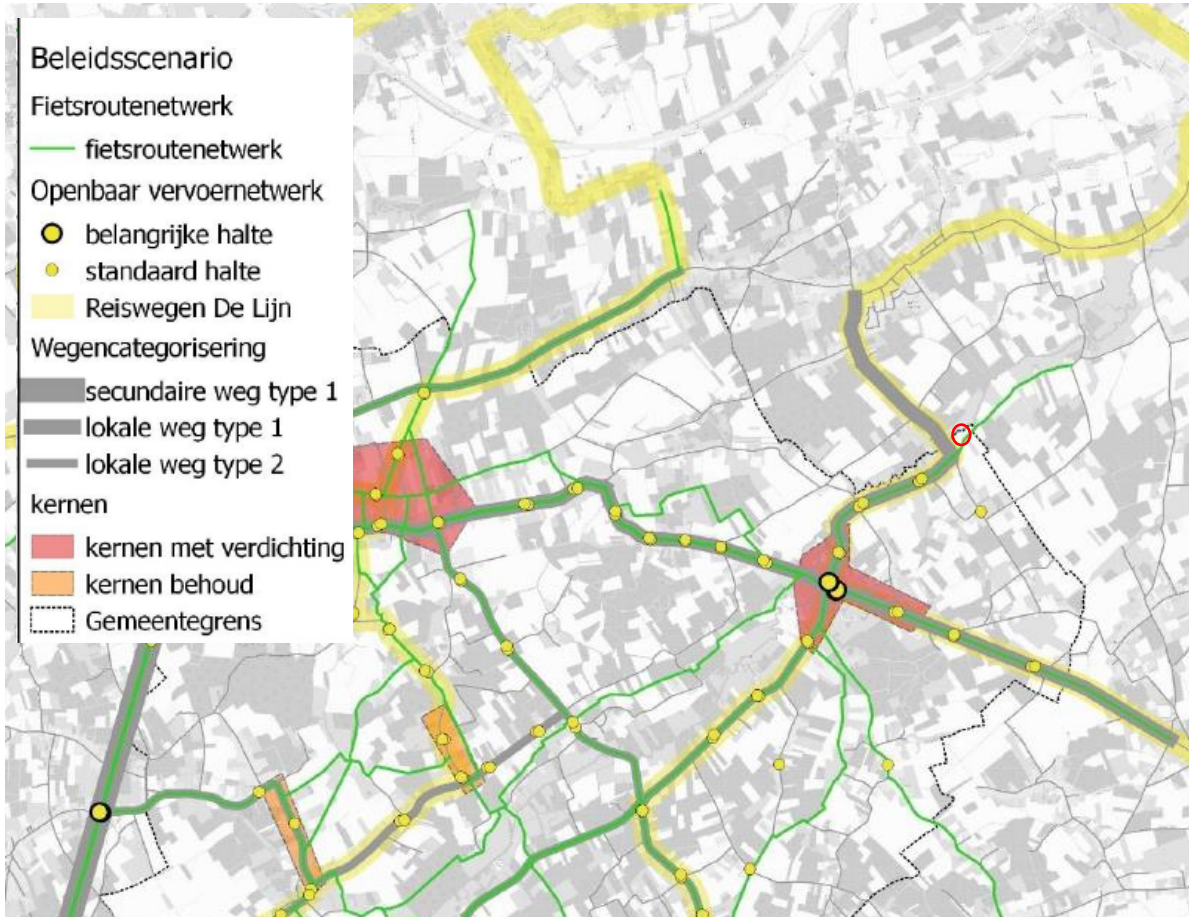 Beleidsscenario
Fietsroutenetwerk
fietsroutenetwerk
Openbaar vervoernetwerk
belangrijke halte
standaard halte
Reiswegen De Lijn
Wegencategorisering
secundaire weg type 1
lokale weg type 1
lokale weg type 2
kernen
kernen met verdichting
kernen behoud
Gemeentegrens